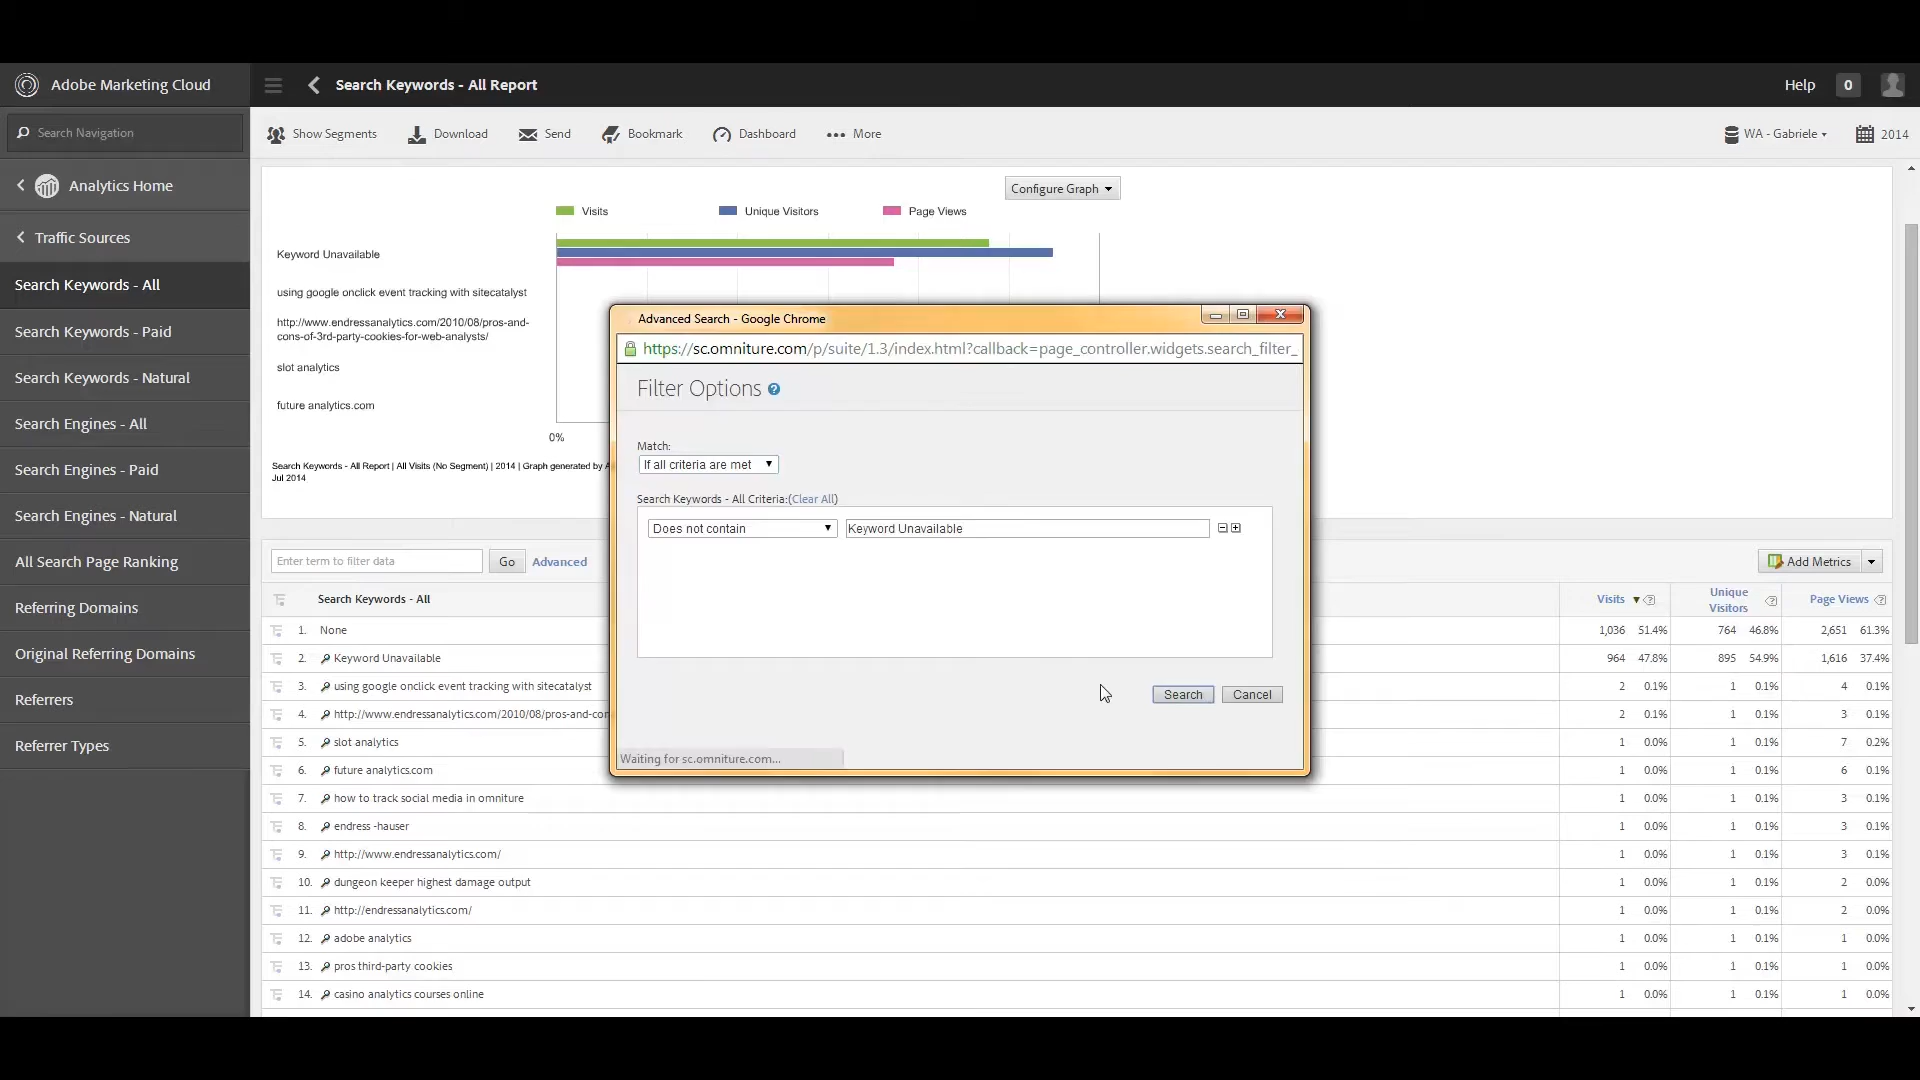 Adobe Marketing Cloud
Search Keywords - All Report
Help
0
Search Navigation
Show Segments
Download
Send
Bookmark
Dashboard
More
WA - Gabriele
2014
Analytics Home
Traffic Sources
Search Keywords - All
Search Keywords - Paid
Search Keywords - Natural
Search Engines - All
Search Engines - Paid
Search Engines - Natural
All Search Page Ranking
Referring Domains
Original Referring Domains
Referrers
Referrer Types
Configure Graph
Visits
Unique Visitors
Page Views
Keyword Unavailable
using google onclick event tracking with sitecatalyst
http://www.endressanalytics.com/2010/08/pros-and-
cons-of-3rd-party-cookies-for-web-analysts/
slot analytics
future analytics.com
0%
Search Keywords - All Report | All Visits (No Segment) | 2014 | Graph generated by
Jul 2014
Advanced Search - Google Chrome
https://sc.omniture.com/p/suite/1.3/index.html?callback=page_controller.widgets.search_filter_
Filter Options ?
Match:
If all criteria are met
Search Keywords - All Criteria:(Clear All)
Does not contain Keyword Unavailable
Search Cancel
Waiting for sc.omniture.com...
Enter term to filter data Go Advanced
Add Metrics
Search Keywords - All Visits Unique Visitors Page Views
1. None 1,036 51.4% 764 46.8% 2,651 61.3%
2. Keyword Unavailable 964 47.8% 895 54.9% 1,616 37.4%
3. using google onclick event tracking with sitecatalyst 2 0.1% 1 0.1% 4 0.1%
4. http://www.endressanalytics.com/2010/08/pros-and-con 2 0.1% 1 0.1% 3 0.1%
5. slot analytics 1 0.0% 1 0.1% 7 0.2%
6. future analytics.com 1 0.0% 1 0.1% 6 0.1%
7. how to track social media in omniture 1 0.0% 1 0.1% 3 0.1%
8. endress -hauser 1 0.0% 1 0.1% 3 0.1%
9. http://www.endressanalytics.com/ 1 0.0% 1 0.1% 3 0.1%
10. dungeon keeper highest damage output 1 0.0% 1 0.1% 2 0.0%
11. http://endressanalytics.com/ 1 0.0% 1 0.1% 2 0.0%
12. adobe analytics 1 0.0% 1 0.1% 1 0.0%
13. pros third-party cookies 1 0.0% 1 0.1% 1 0.0%
14. casino analytics courses online 1 0.0% 1 0.1% 1 0.0%